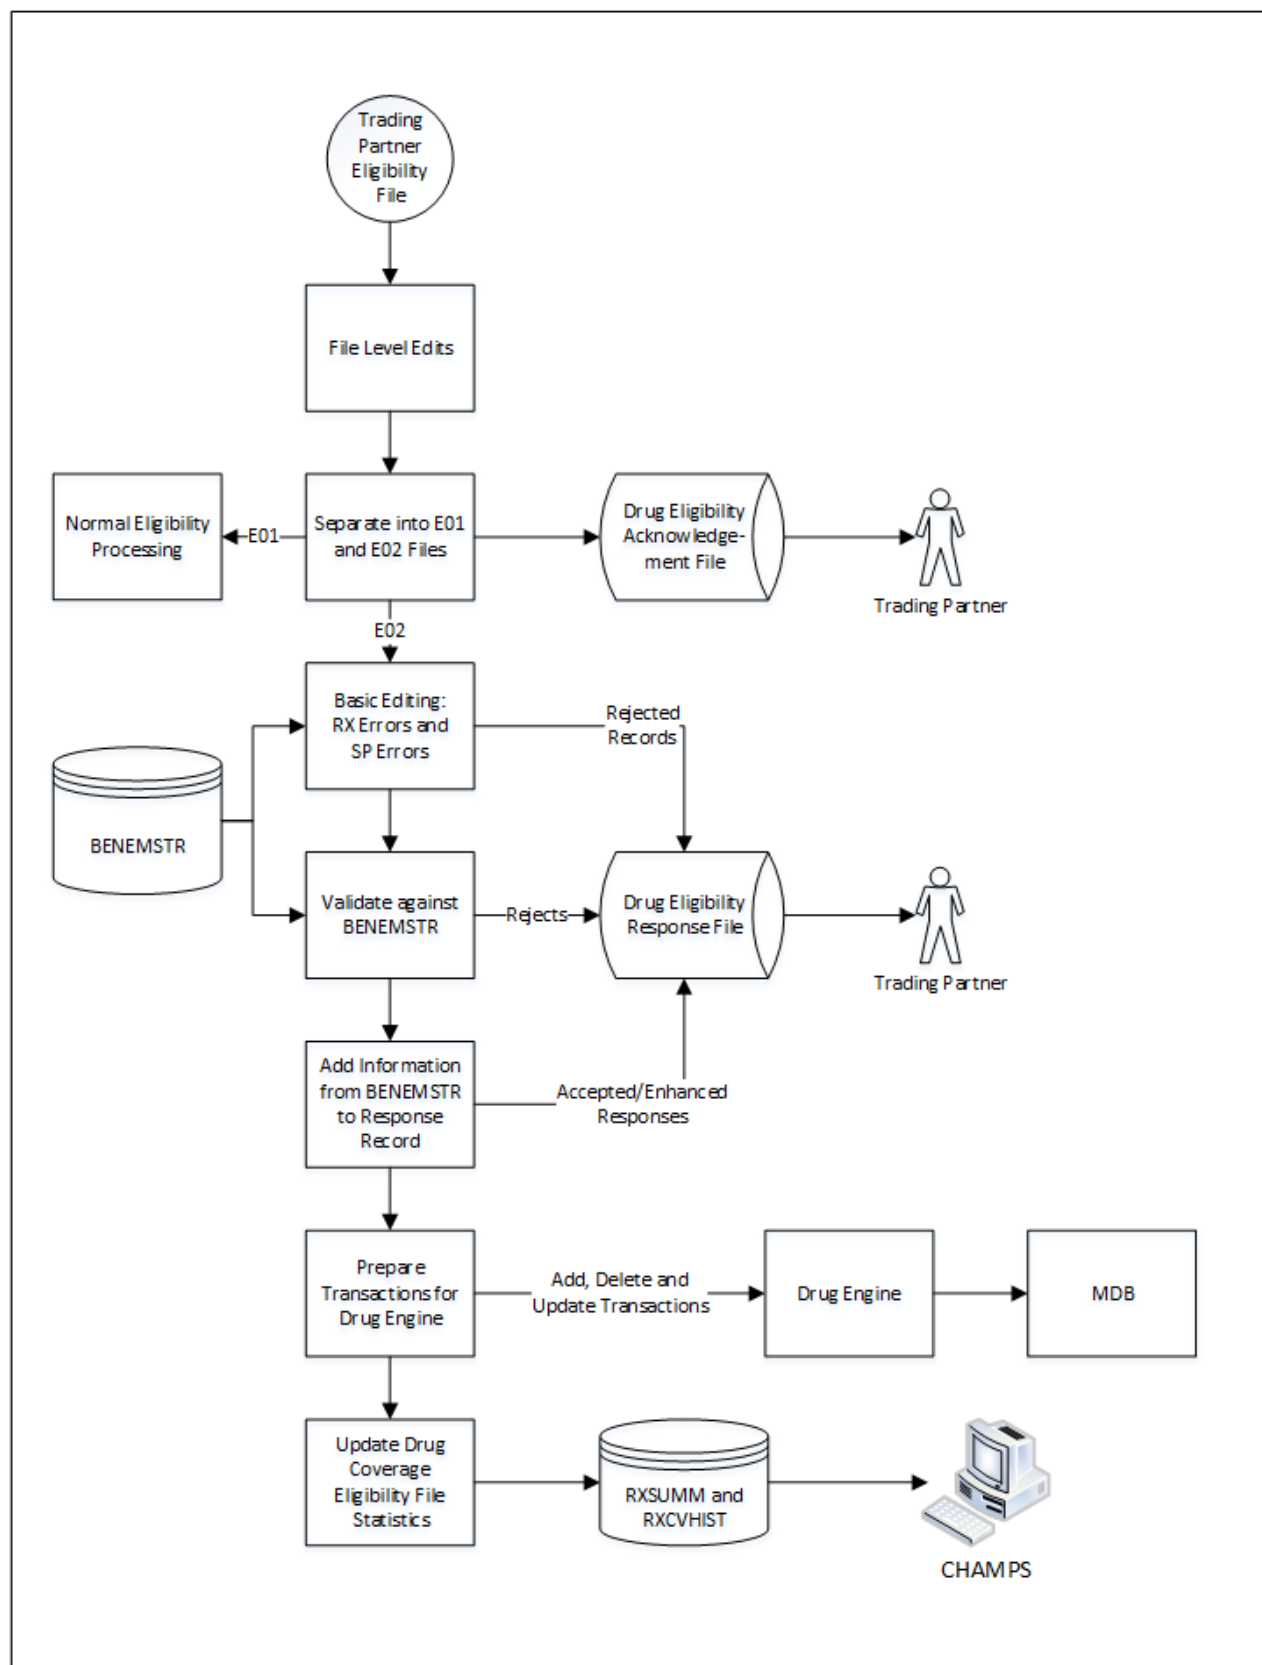 Trading
Partner
Eligibility
File
File Level Edits
Normal Eligibility
Processing
E01
Separate into E01
and E02 Files
Drug Eligibility
Acknowledge-
ment File
Trading Partner
E02
Basic Editing:
RX Errors and
SP Errors
Rejected
Records
BENEMSTR
Validate against
BENEMSTR
Rejects
Drug Eligibility
Response File
Trading Partner
Add Information
from BENEMSTR
to Response
Record
Accepted/Enhanced
Responses
Prepare
Transactions for
Drug Engine
Add, Delete and
Update Transactions
Drug Engine
MDB
Update Drug
Coverage
Eligibility File
Statistics
RXSUMM and
RXCVHIST
CHAMPS